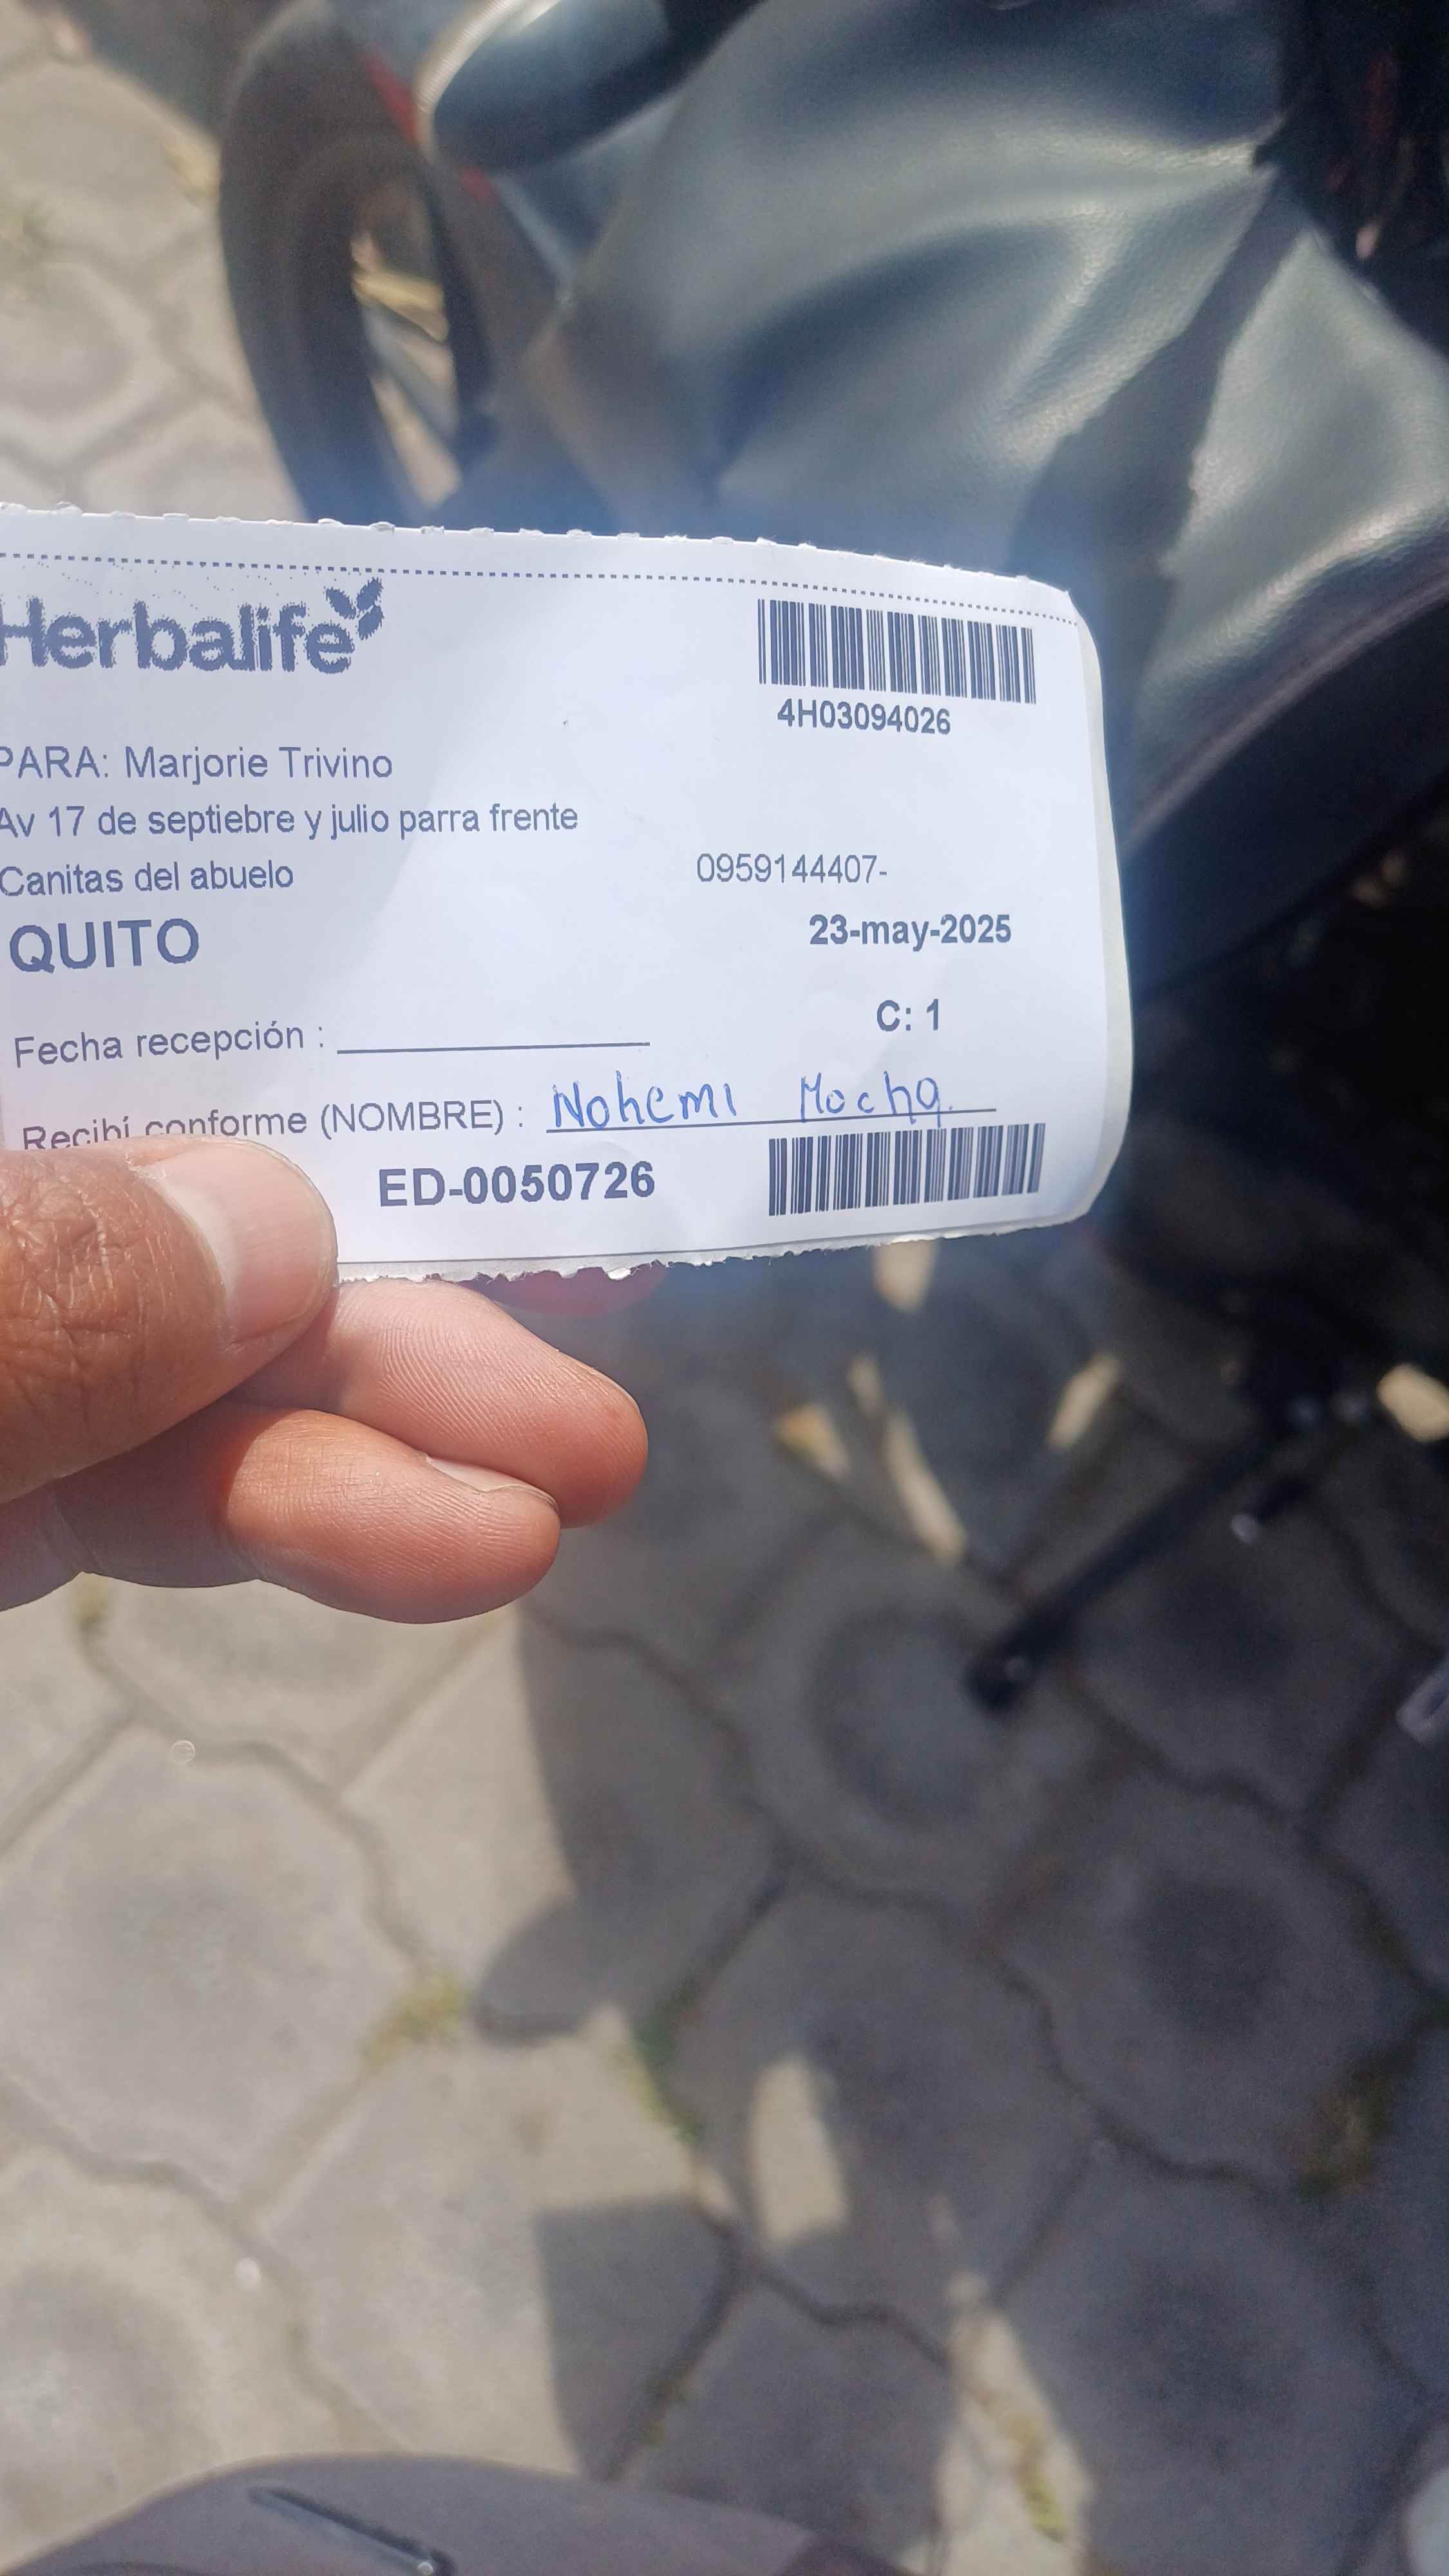 Herbalife
4H03094026
PARA: Marjorie Trivino
Av 17 de septiebre y julio parra frente
Canitas del abuelo
0959144407-
QUITO
23-may-2025
C: 1
Fecha recepción :
Recibí conforme (NOMBRE) : Nohemi Mocha
ED-0050726